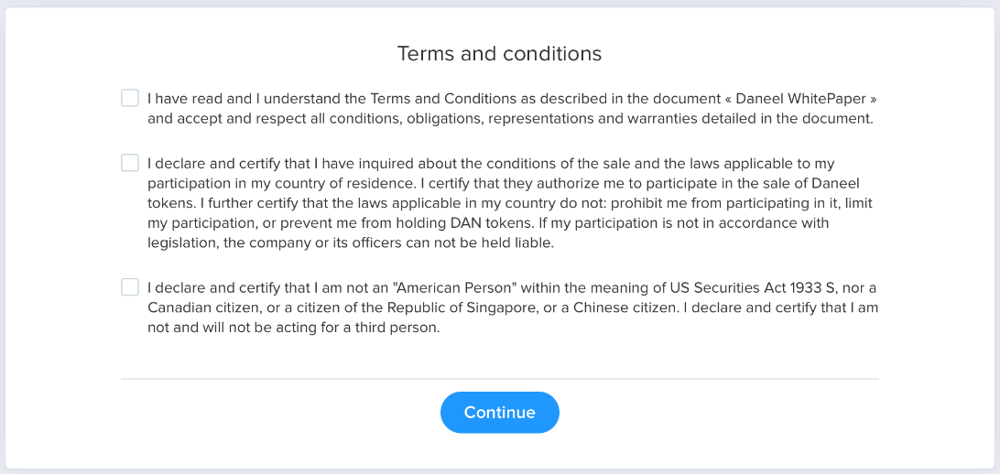 Terms and conditions
I have read and I understand the Terms and Conditions as described in the document « Daneel WhitePaper »
and accept and respect all conditions, obligations, representations and warranties detailed in the document.
I declare and certify that I have inquired about the conditions of the sale and the laws applicable to my
participation in my country of residence. I certify that they authorize me to participate in the sale of Daneel
tokens. I further certify that the laws applicable in my country do not: prohibit me from participating in it, limit
my participation, or prevent me from holding DAN tokens. If my participation is not in accordance with
legislation, the company or its officers can not be held liable.
I declare and certify that I am not an "American Person" within the meaning of US Securities Act 1933 S, nor a
Canadian citizen, or a citizen of the Republic of Singapore, or a Chinese citizen. I declare and certify that I am
not and will not be acting for a third person.
Continue